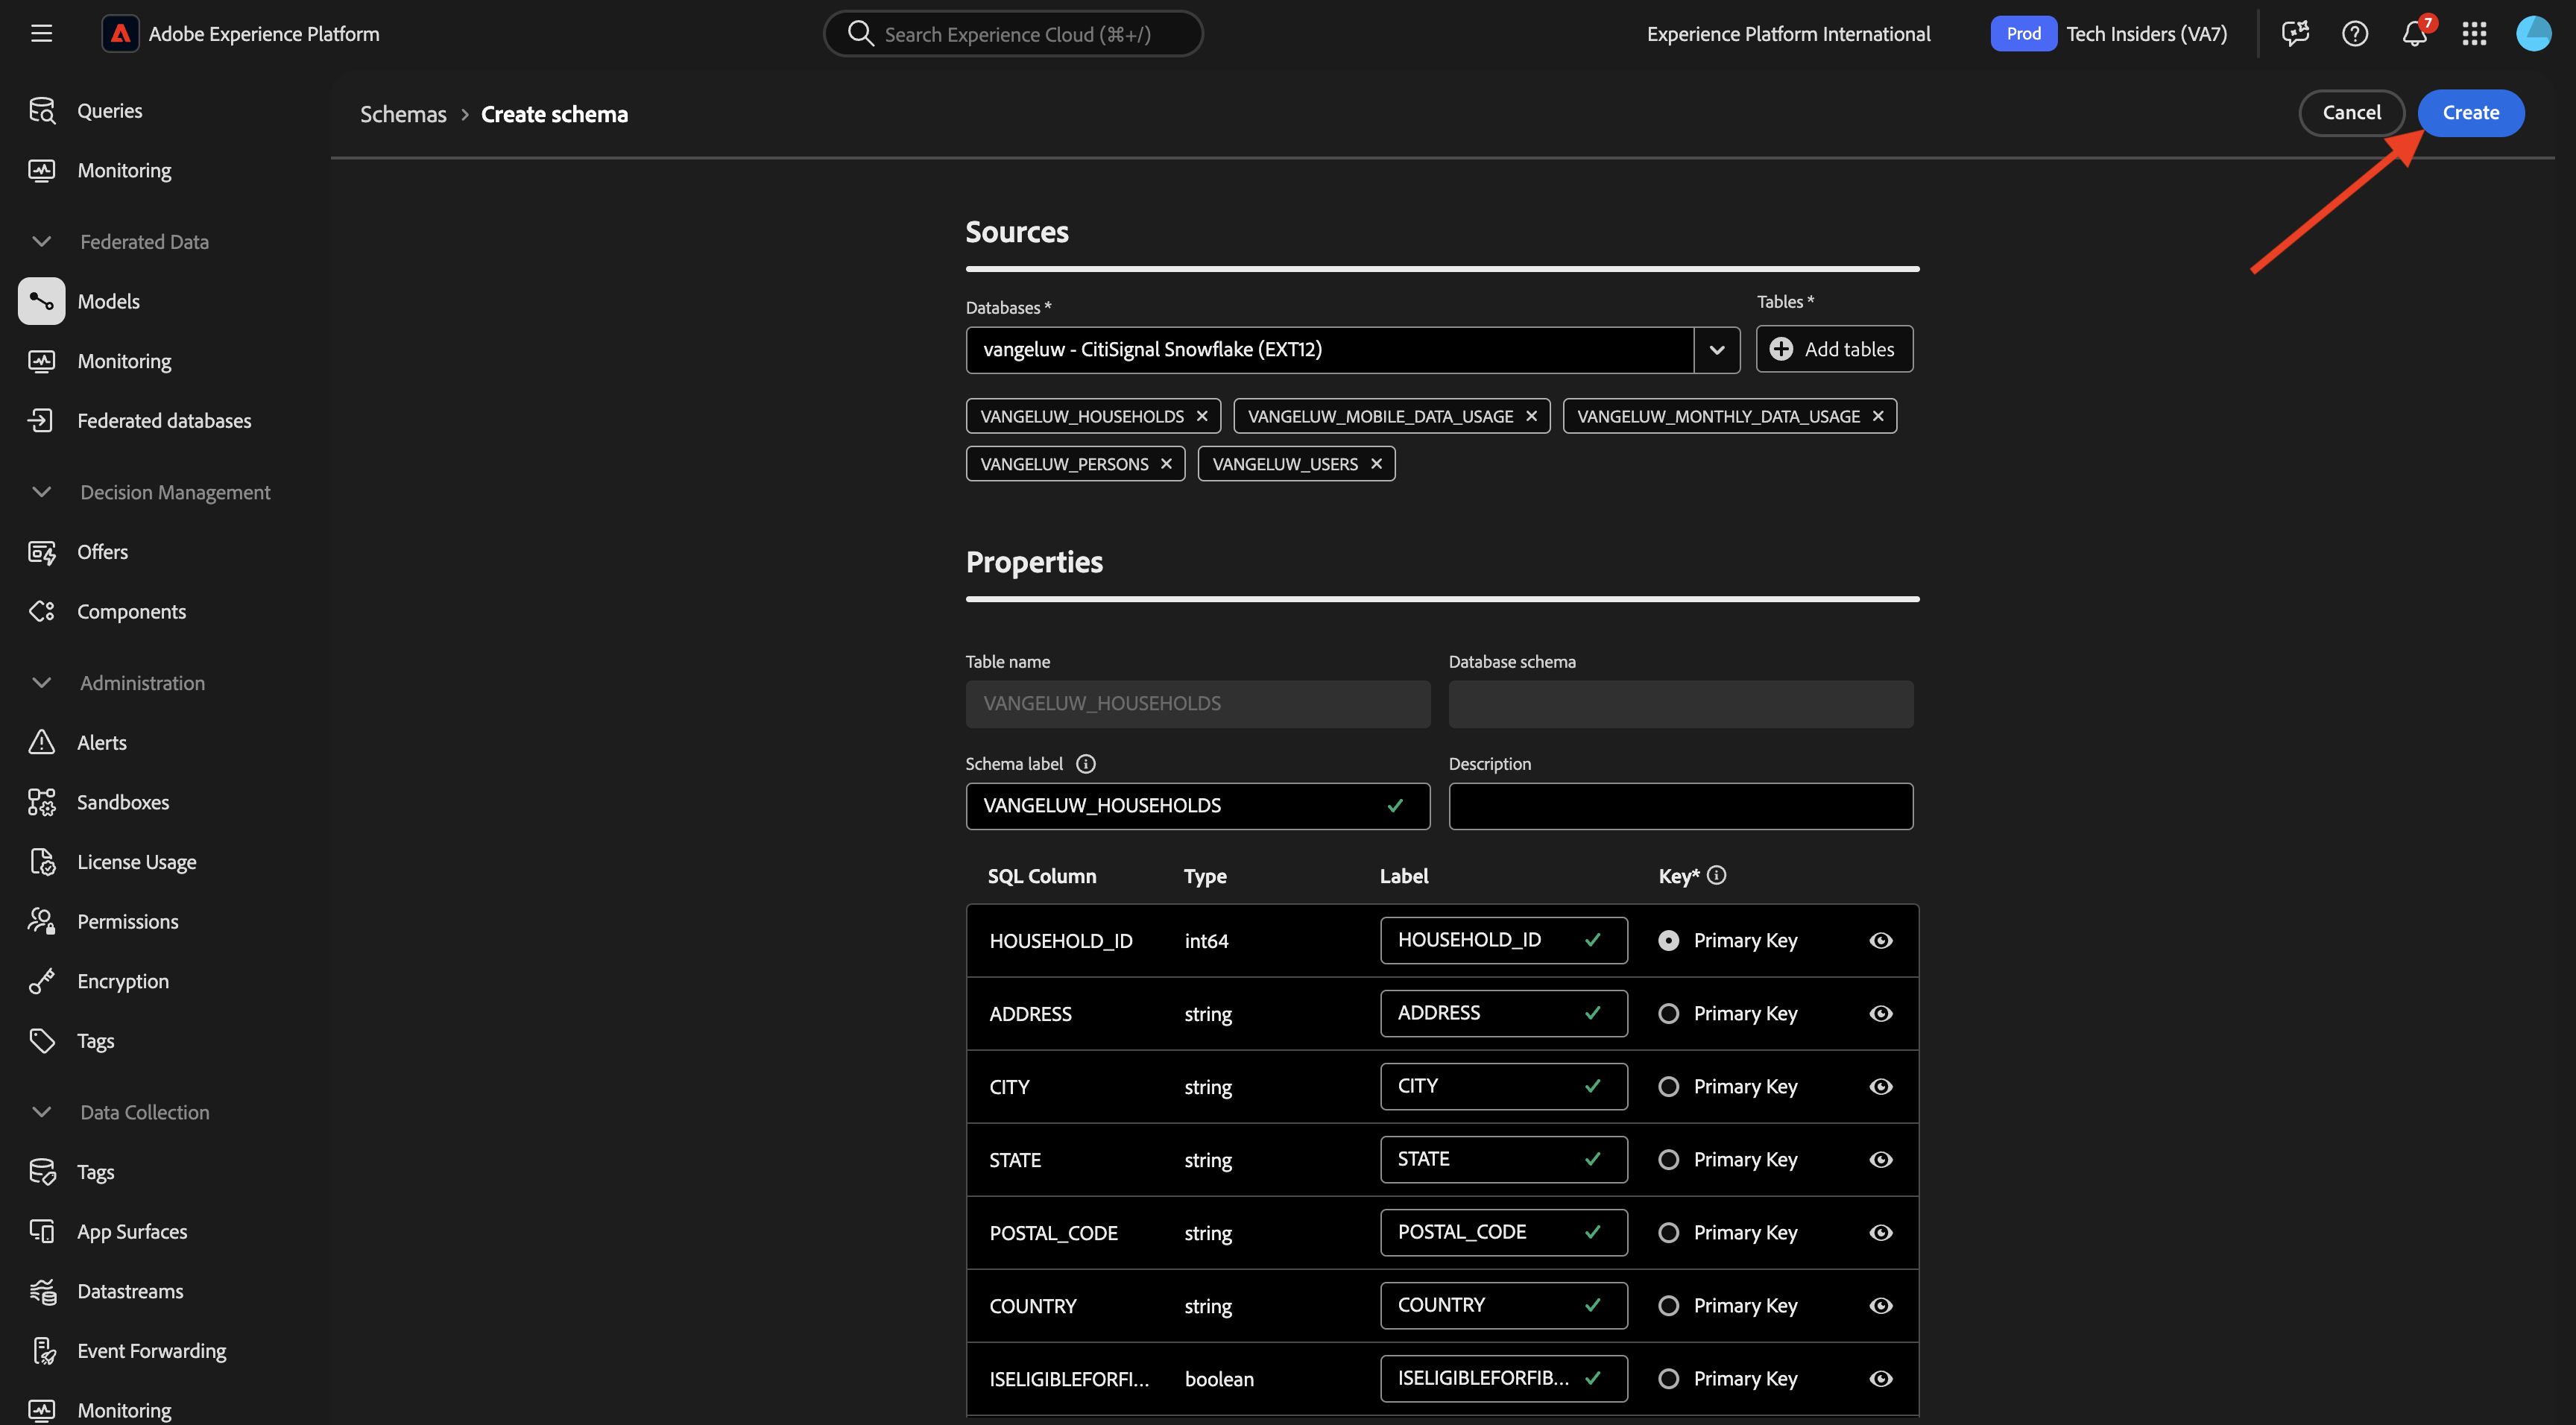 Adobe Experience Platform
Search Experience Cloud (⌘+/)
Experience Platform International
Prod
Tech Insiders (VA7)
7
Queries
Monitoring
Federated Data
Models
Monitoring
Federated databases
Decision Management
Offers
Components
Administration
Alerts
Sandboxes
License Usage
Permissions
Encryption
Tags
Data Collection
Tags
App Surfaces
Datastreams
Event Forwarding
Monitoring
Schemas > Create schema
Cancel
Create
Sources
Databases *
Tables *
vangeluw - CitiSignal Snowflake (EXT12)
Add tables
VANGELUW_HOUSEHOLDS
VANGELUW_MOBILE_DATA_USAGE
VANGELUW_MONTHLY_DATA_USAGE
VANGELUW_PERSONS
VANGELUW_USERS
Properties
Table name
Database schema
VANGELUW_HOUSEHOLDS
Schema label
Description
VANGELUW_HOUSEHOLDS
SQL Column Type Label Key*
HOUSEHOLD_ID int64 HOUSEHOLD_ID Primary Key
ADDRESS string ADDRESS Primary Key
CITY string CITY Primary Key
STATE string STATE Primary Key
POSTAL_CODE string POSTAL_CODE Primary Key
COUNTRY string COUNTRY Primary Key
ISELIGIBLEFORFI... boolean ISELIGIBLEFORFIB... Primary Key